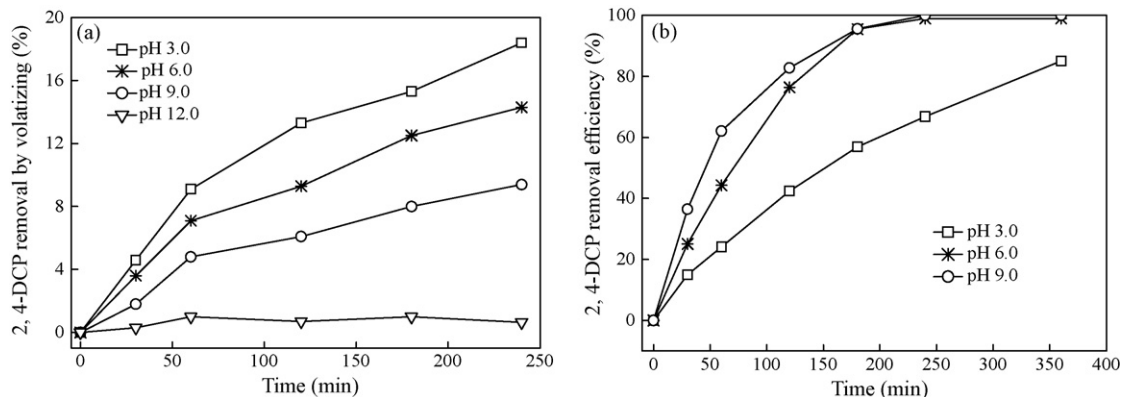 (a)
2, 4-DCP removal by volatizing (%)
20
16
12
8
4
0
pH 3.0
pH 6.0
pH 9.0
pH 12.0
0 50 100 150 200 250
Time (min)
(b)
2, 4-DCP removal efficiency (%)
100
80
60
40
20
0
pH 3.0
pH 6.0
pH 9.0
0 50 100 150 200 250 300 350 400
Time (min)